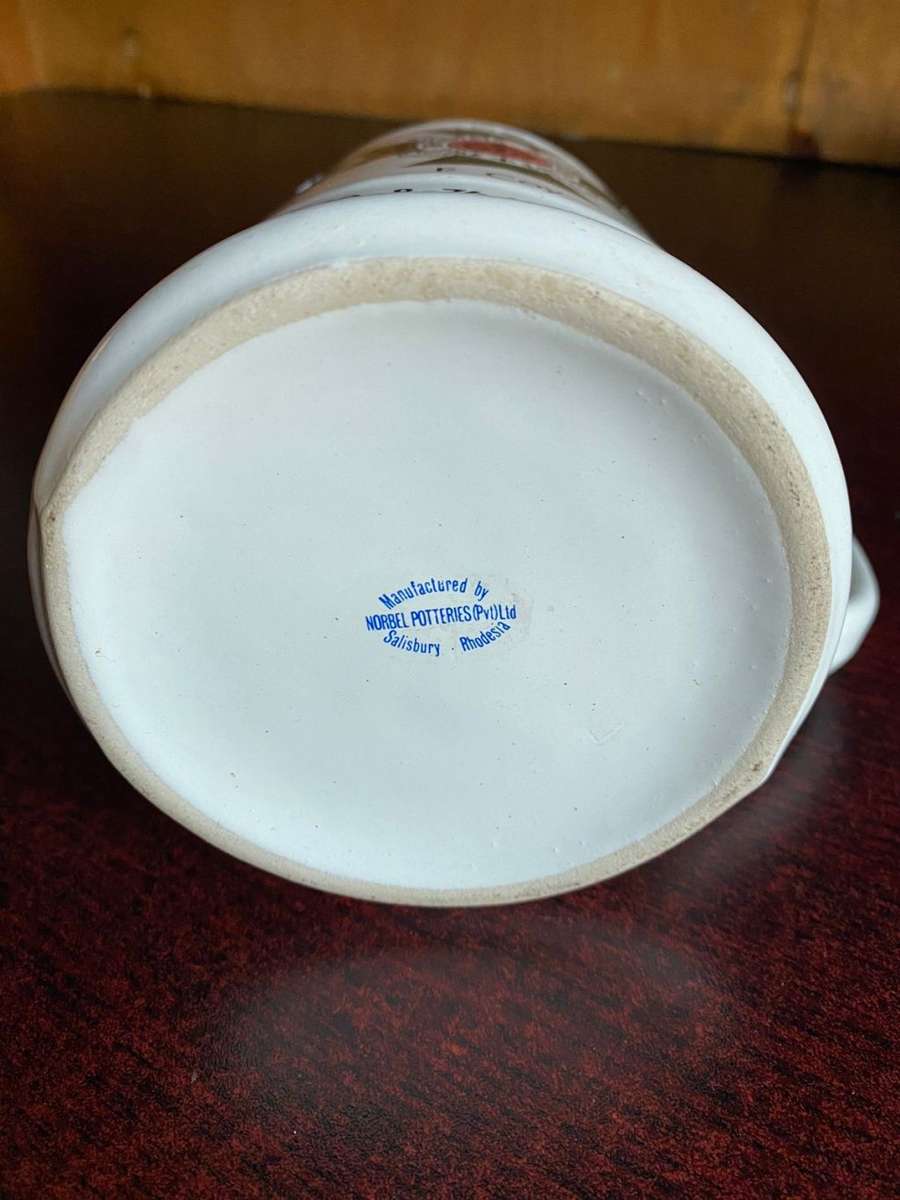 Manufactured by
NORBEL POTTERIES (Pvt) Ltd
Salisbury Rhodesia